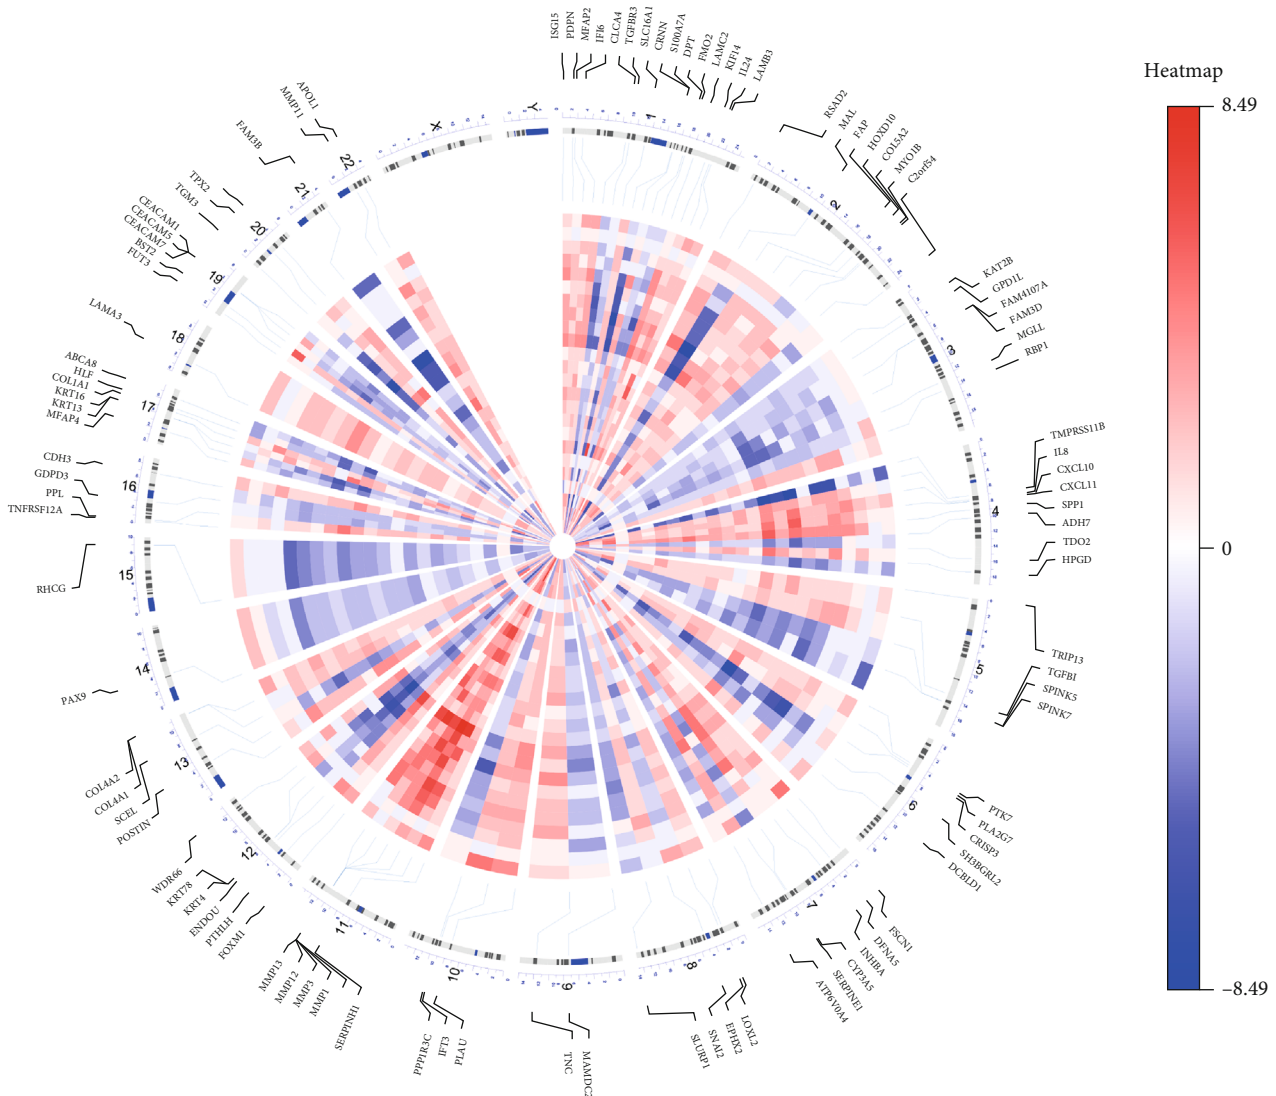 ISG15
PDPN
MFAP2
IFI6
CLCA4
TGFBR3
SLC16A1
CRNN
S100A7A
DPT
FMO2
LAMC2
KIF14
IL24
LAMB3
RSAD2
MAL
FAP
HOXD10
COL5A2
MYO1B
C2orf54
KAT2B
GPD1L
FAM4107A
FAM3D
MGLL
RBP1
TMPRSS11B
IL8
CXCL10
CXCL11
SPP1
ADH7
TDO2
HPGD
TRIP13
TGFBI
SPINK5
SPINK7
PTK7
PLA2G7
CRISP3
SH3BGRL2
DCBLD1
FSCN1
DFNA5
INHBA
CYP3A5
SERPINE1
ATP6V0A4
LOXL2
EPHX2
SNAI2
SLURP1
MAMDC2
TNC
PLAU
IFT3
PPPIR3C
SERPINH1
MMP1
MMP3
MMP12
MMP13
FOXM1
PTHLH
ENDOU
KRT4
KRT78
WDR66
POSTIN
SCEL
COL4A1
COL4A2
PAX9
RHCG
TNFRSF12A
PPL
GDPD3
CDH3
MFAP4
KRT13
KRT16
COL1A1
HLF
ABCA8
LAMA3
FUT3
BST2
CEACAM7
CEACAM5
CEACAM1
TGM3
TPX2
FAM3B
MMP11
APOL1
1
2
3
4
5
6
7
8
9
10
11
12
13
14
15
16
17
18
19
20
21
22
X
Y
Heatmap
8.49
0
–8.49